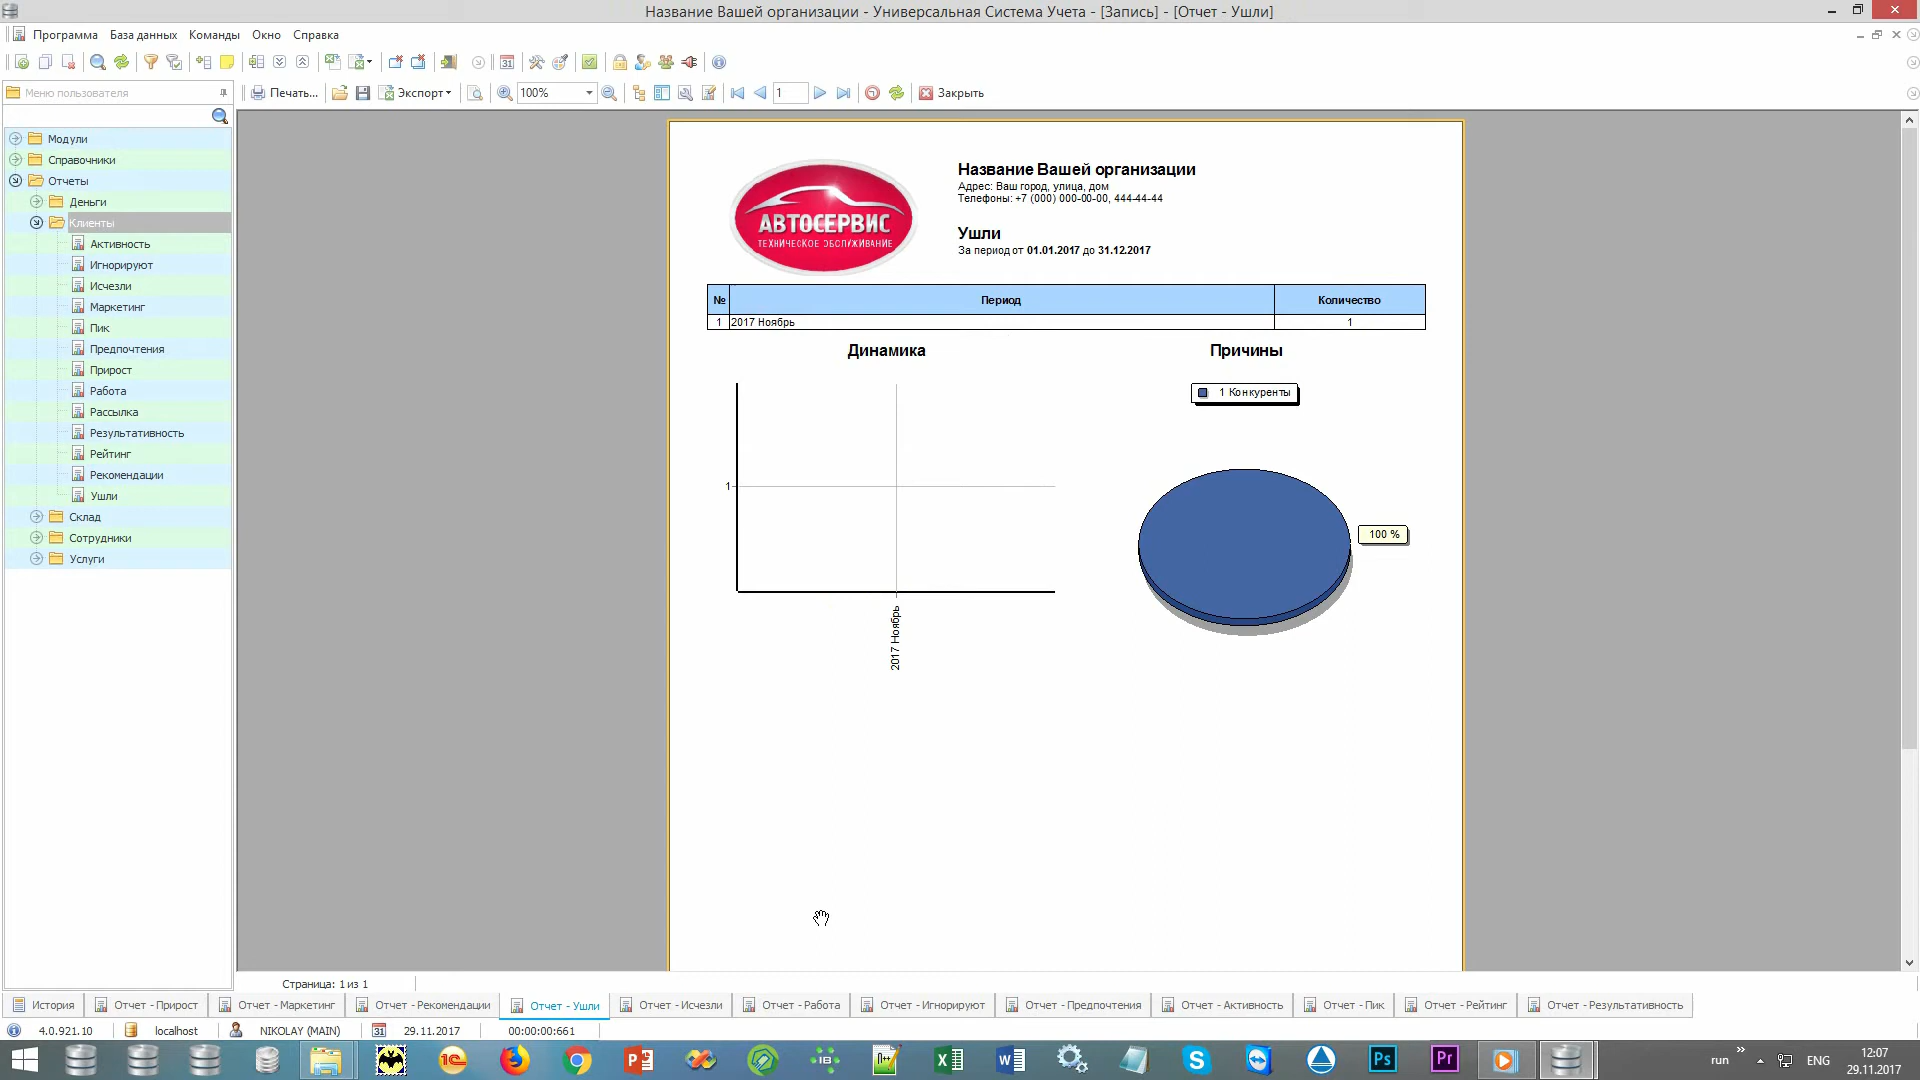 Название Вашей организации - Универсальная Система Учета - [Запись] - [Отчет - Ушли]
Программа База данных Команды Окно Справка
Меню пользователя
Печать... Экспорт 100% 1 Закрыть
Модули
Справочники
Отчеты
Деньги
Клиенты
Активность
Игнорируют
Исчезли
Маркетинг
Пик
Предпочтения
Прирост
Работа
Рассылка
Результативность
Рейтинг
Рекомендации
Ушли
Склад
Сотрудники
Услуги
АВТОСЕРВИС
ТЕХНИЧЕСКОЕ ОБСЛУЖИВАНИЕ
Название Вашей организации
Адрес: Ваш город, улица, дом
Телефоны: +7 (000) 000-00-00, 444-44-44
Ушли
За период от 01.01.2017 до 31.12.2017
№ Период Количество
1 2017 Ноябрь 1
Динамика
1
2017 Ноябрь
Причины
1 Конкуренты
100 %
Страница: 1 из 1
История Отчет - Прирост Отчет - Маркетинг Отчет - Рекомендации Отчет - Ушли Отчет - Исчезли Отчет - Работа Отчет - Игнорируют Отчет - Предпочтения Отчет - Активность Отчет - Пик Отчет - Рейтинг Отчет - Результативность
4.0.921.10 localhost NIKOLAY (MAIN) 31 29.11.2017 00:00:00:661
run ENG 12:07
29.11.2017